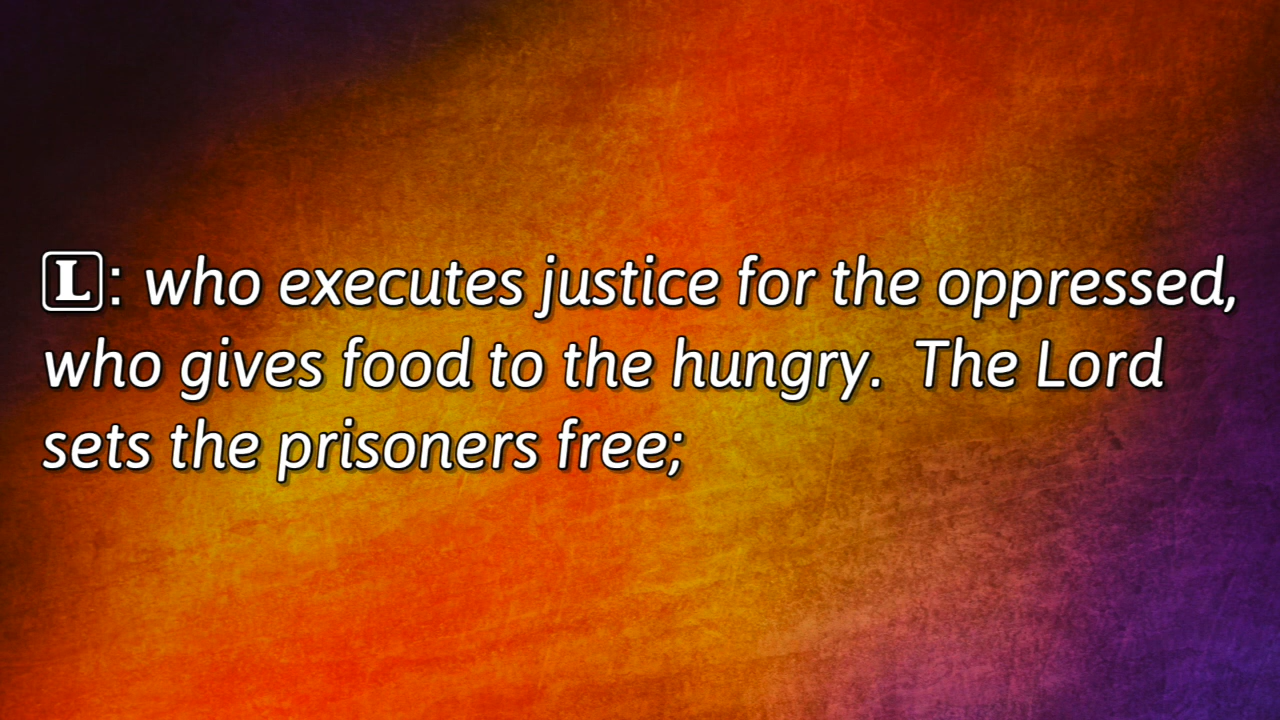 L: who executes justice for the oppressed,
who gives food to the hungry.  The Lord
sets the prisoners free;